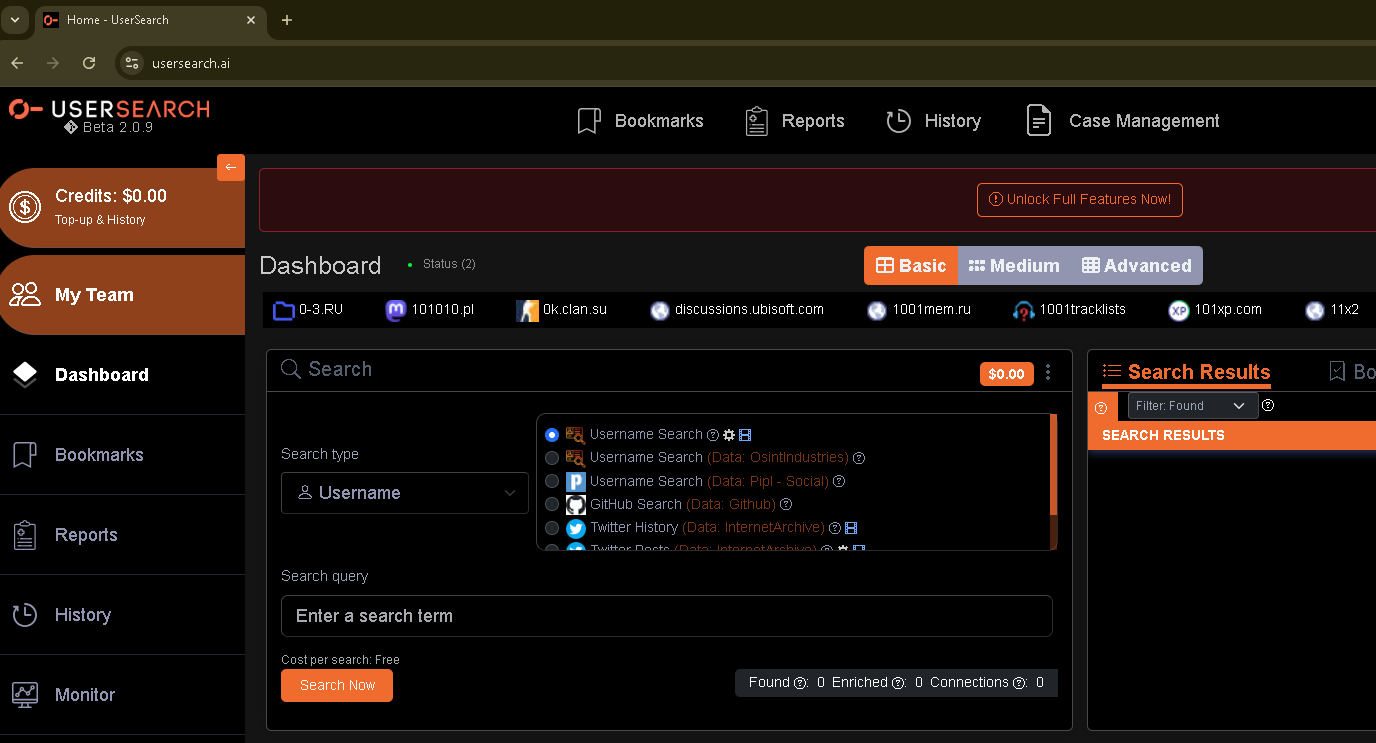 Home - UserSearch
usersearch.ai
USERSEARCH
Beta 2.0.9
Bookmarks
Reports
History
Case Management
Credits: $0.00
Top-up & History
My Team
Dashboard
Bookmarks
Reports
History
Monitor
Unlock Full Features Now!
Dashboard
Status (2)
Basic
Medium
Advanced
0-3.RU
101010.pl
0k.clan.su
discussions.ubisoft.com
1001mem.ru
1001tracklists
101xp.com
11x2
Search
$0.00
Search type
Username
Username Search
Username Search (Data: OsintIndustries)
Username Search (Data: Pipl - Social)
GitHub Search (Data: Github)
Twitter History (Data: InternetArchive)
Twitter Posts (Data: InternetArchive)
Search query
Enter a search term
Cost per search: Free
Search Now
Found : 0 Enriched : 0 Connections : 0
Search Results
Bo
Filter: Found
SEARCH RESULTS